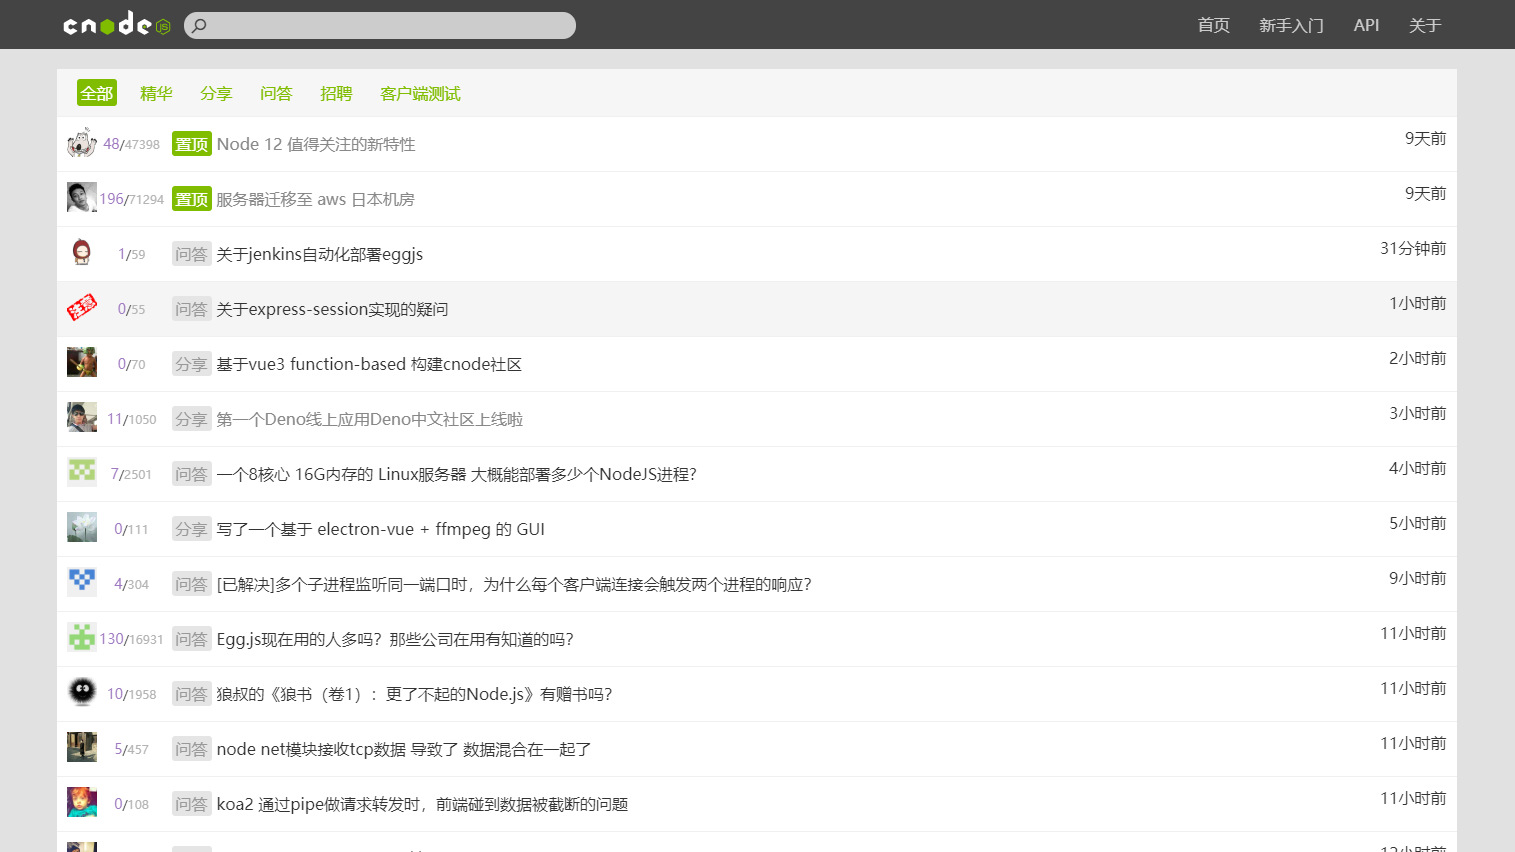 cnode JS
首页 新手入门 API 关于
全部 精华 分享 问答 招聘 客户端测试
48/47398 置顶 Node 12 值得关注的新特性 9天前
196/71294 置顶 服务器迁移至 aws 日本机房 9天前
1/59 问答 关于jenkins自动化部署eggjs 31分钟前
注意 0/55 问答 关于express-session实现的疑问 1小时前
0/70 分享 基于vue3 function-based 构建cnode社区 2小时前
11/1050 分享 第一个Deno线上应用Deno中文社区上线啦 3小时前
7/2501 问答 一个8核心 16G内存的 Linux服务器 大概能部署多少个NodeJS进程? 4小时前
0/111 分享 写了一个基于 electron-vue + ffmpeg 的 GUI 5小时前
4/304 问答 [已解决]多个子进程监听同一端口时，为什么每个客户端连接会触发两个进程的响应? 9小时前
130/16931 问答 Egg.js现在用的人多吗？那些公司在用有知道的吗? 11小时前
10/1958 问答 狼叔的《狼书（卷1）：更了不起的Node.js》有赠书吗? 11小时前
5/457 问答 node net模块接收tcp数据 导致了 数据混合在一起了 11小时前
0/108 问答 koa2 通过pipe做请求转发时，前端碰到数据被截断的问题 11小时前